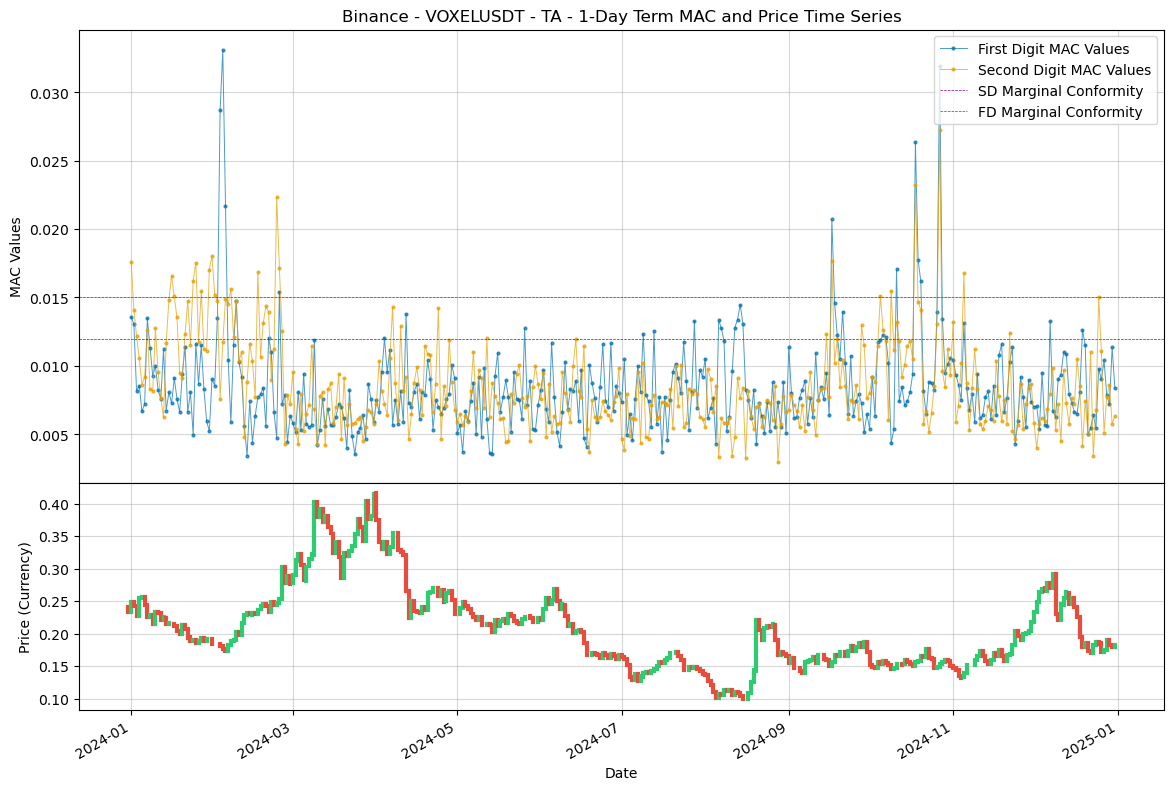 Binance - VOXELUSDT - TA - 1-Day Term MAC and Price Time Series
First Digit MAC Values
Second Digit MAC Values
SD Marginal Conformity
FD Marginal Conformity
MAC Values
0.030
0.025
0.020
0.015
0.010
0.005
Price (Currency)
0.40
0.35
0.30
0.25
0.20
0.15
0.10
2024-01
2024-03
2024-05
2024-07
2024-09
2024-11
2025-01
Date